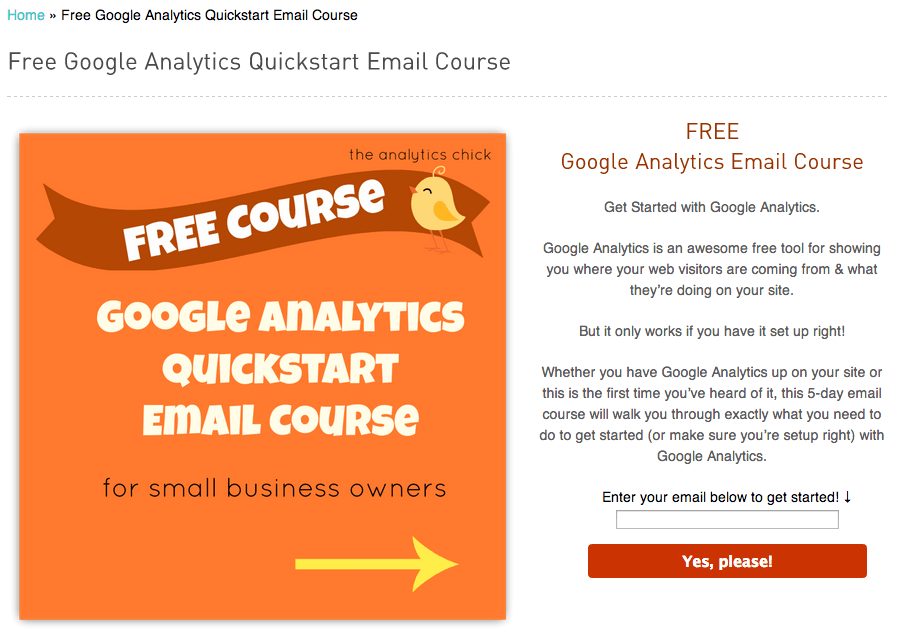 Home » Free Google Analytics Quickstart Email Course
Free Google Analytics Quickstart Email Course
the analytics chick
FREE COURSE
GOOGLE ANALYTICS
QUICKSTART
EMAIL COURSE
for small business owners
FREE
Google Analytics Email Course
Get Started with Google Analytics.
Google Analytics is an awesome free tool for showing
you where your web visitors are coming from & what
they’re doing on your site.
But it only works if you have it set up right!
Whether you have Google Analytics up on your site or
this is the first time you’ve heard of it, this 5-day email
course will walk you through exactly what you need to
do to get started (or make sure you’re setup right) with
Google Analytics.
Enter your email below to get started! ↓
Yes, please!